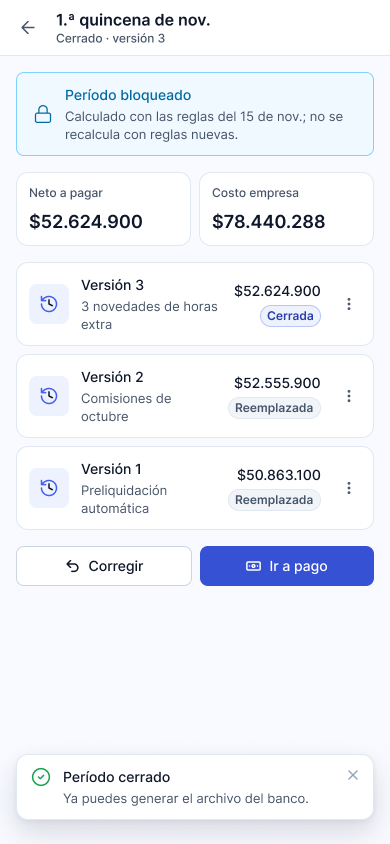 1.ª quincena de nov.
Cerrado · versión 3
Período bloqueado
Calculado con las reglas del 15 de nov.; no se
recalcula con reglas nuevas.
Neto a pagar
$52.624.900
Costo empresa
$78.440.288
Versión 3
3 novedades de horas
extra
$52.624.900
Cerrada
Versión 2
Comisiones de
octubre
$52.555.900
Reemplazada
Versión 1
Preliquidación
automática
$50.863.100
Reemplazada
Corregir
Ir a pago
Período cerrado
Ya puedes generar el archivo del banco.